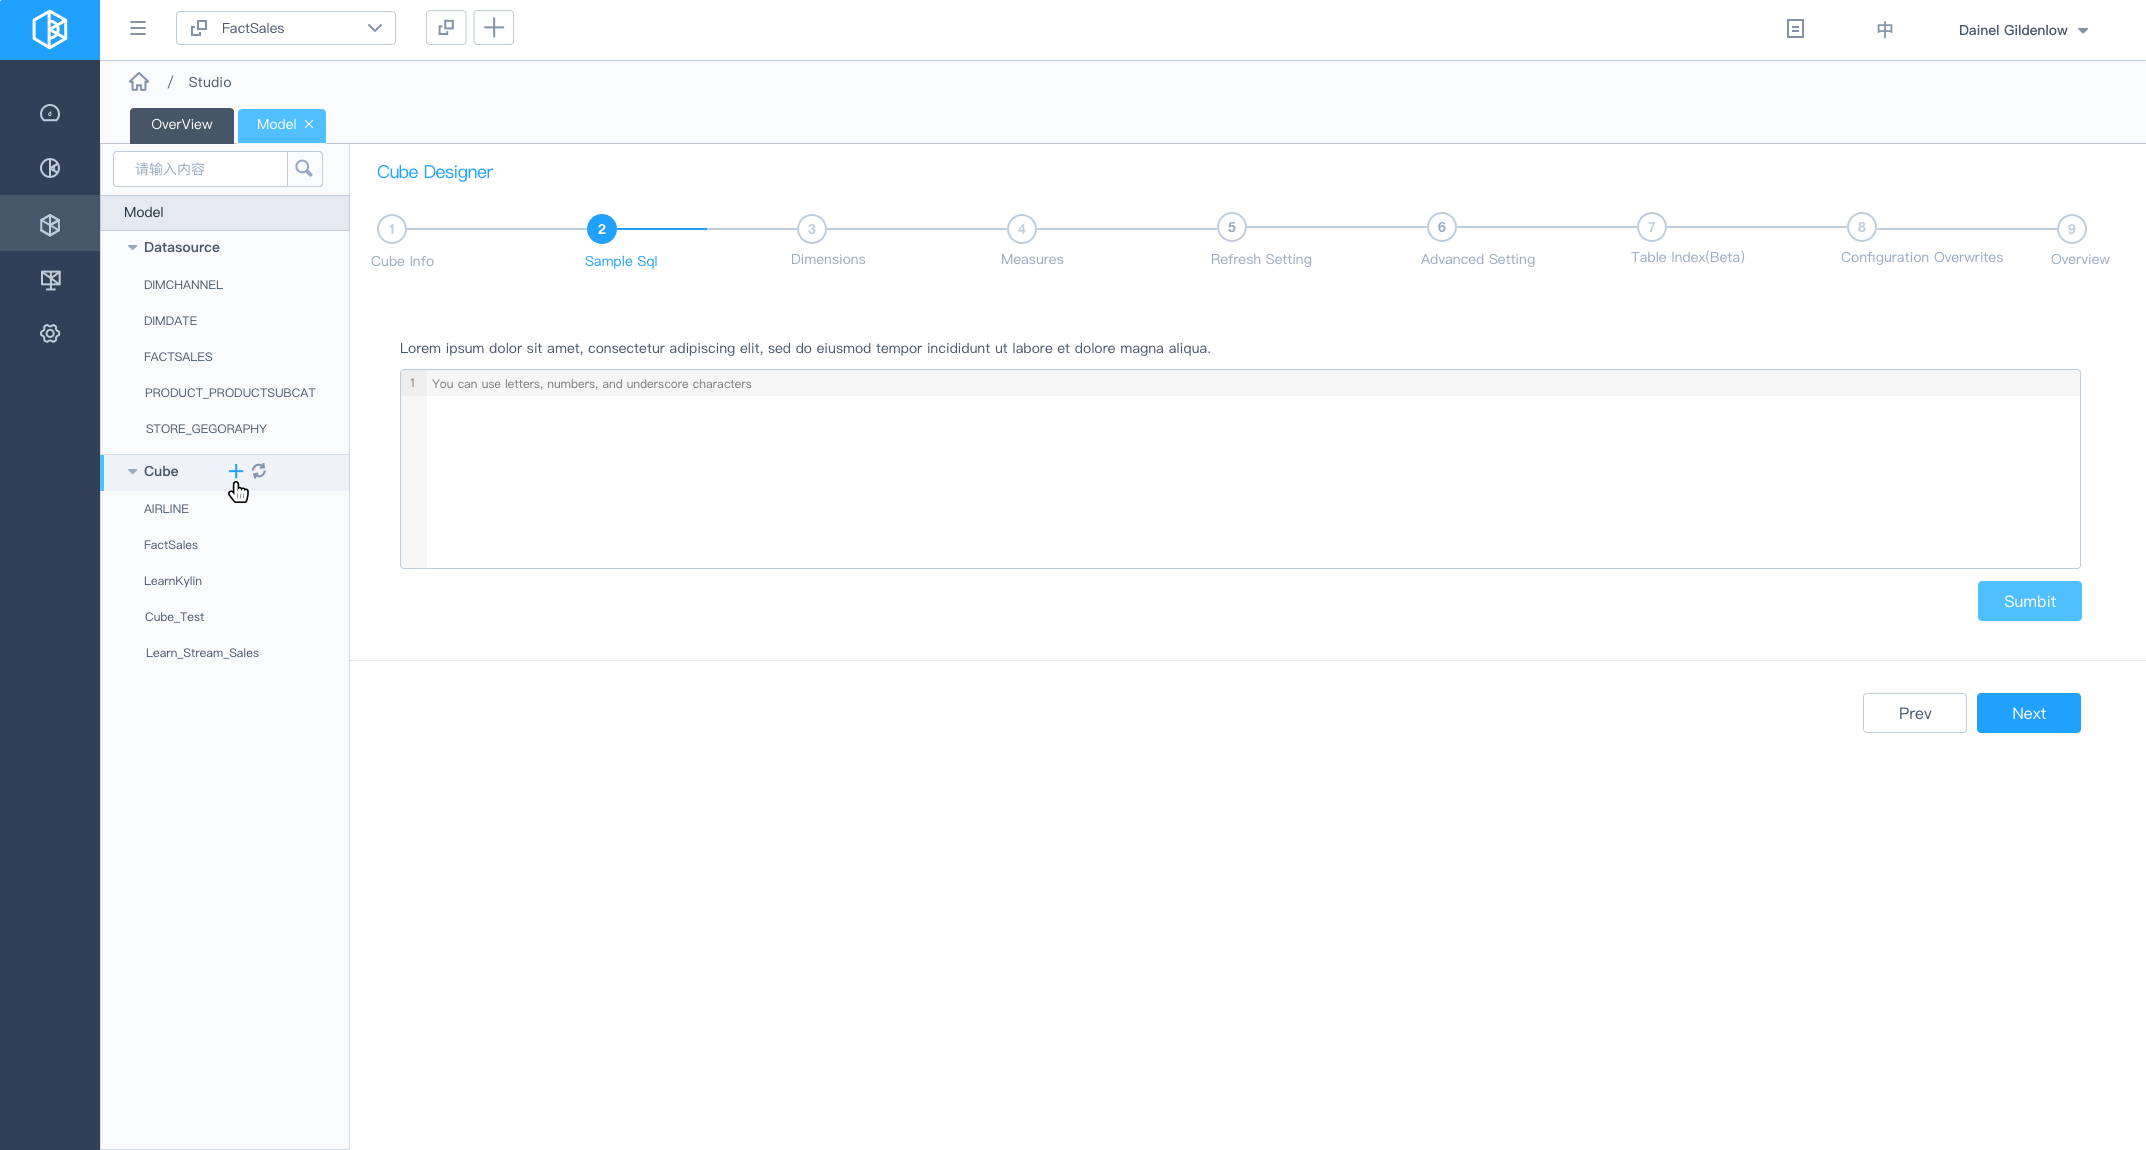 FactSales
中
Dainel Gildenlow
/ Studio
OverView
Model ×
请输入内容
Model
Datasource
DIMCHANNEL
DIMDATE
FACTSALES
PRODUCT_PRODUCTSUBCAT
STORE_GEGORAPHY
Cube
AIRLINE
FactSales
LearnKylin
Cube_Test
Learn_Stream_Sales
Cube Designer
1 Cube Info
2 Sample Sql
3 Dimensions
4 Measures
5 Refresh Setting
6 Advanced Setting
7 Table Index(Beta)
8 Configuration Overwrites
9 Overview
Lorem ipsum dolor sit amet, consectetur adipiscing elit, sed do eiusmod tempor incididunt ut labore et dolore magna aliqua.
1 You can use letters, numbers, and underscore characters
Sumbit
Prev
Next